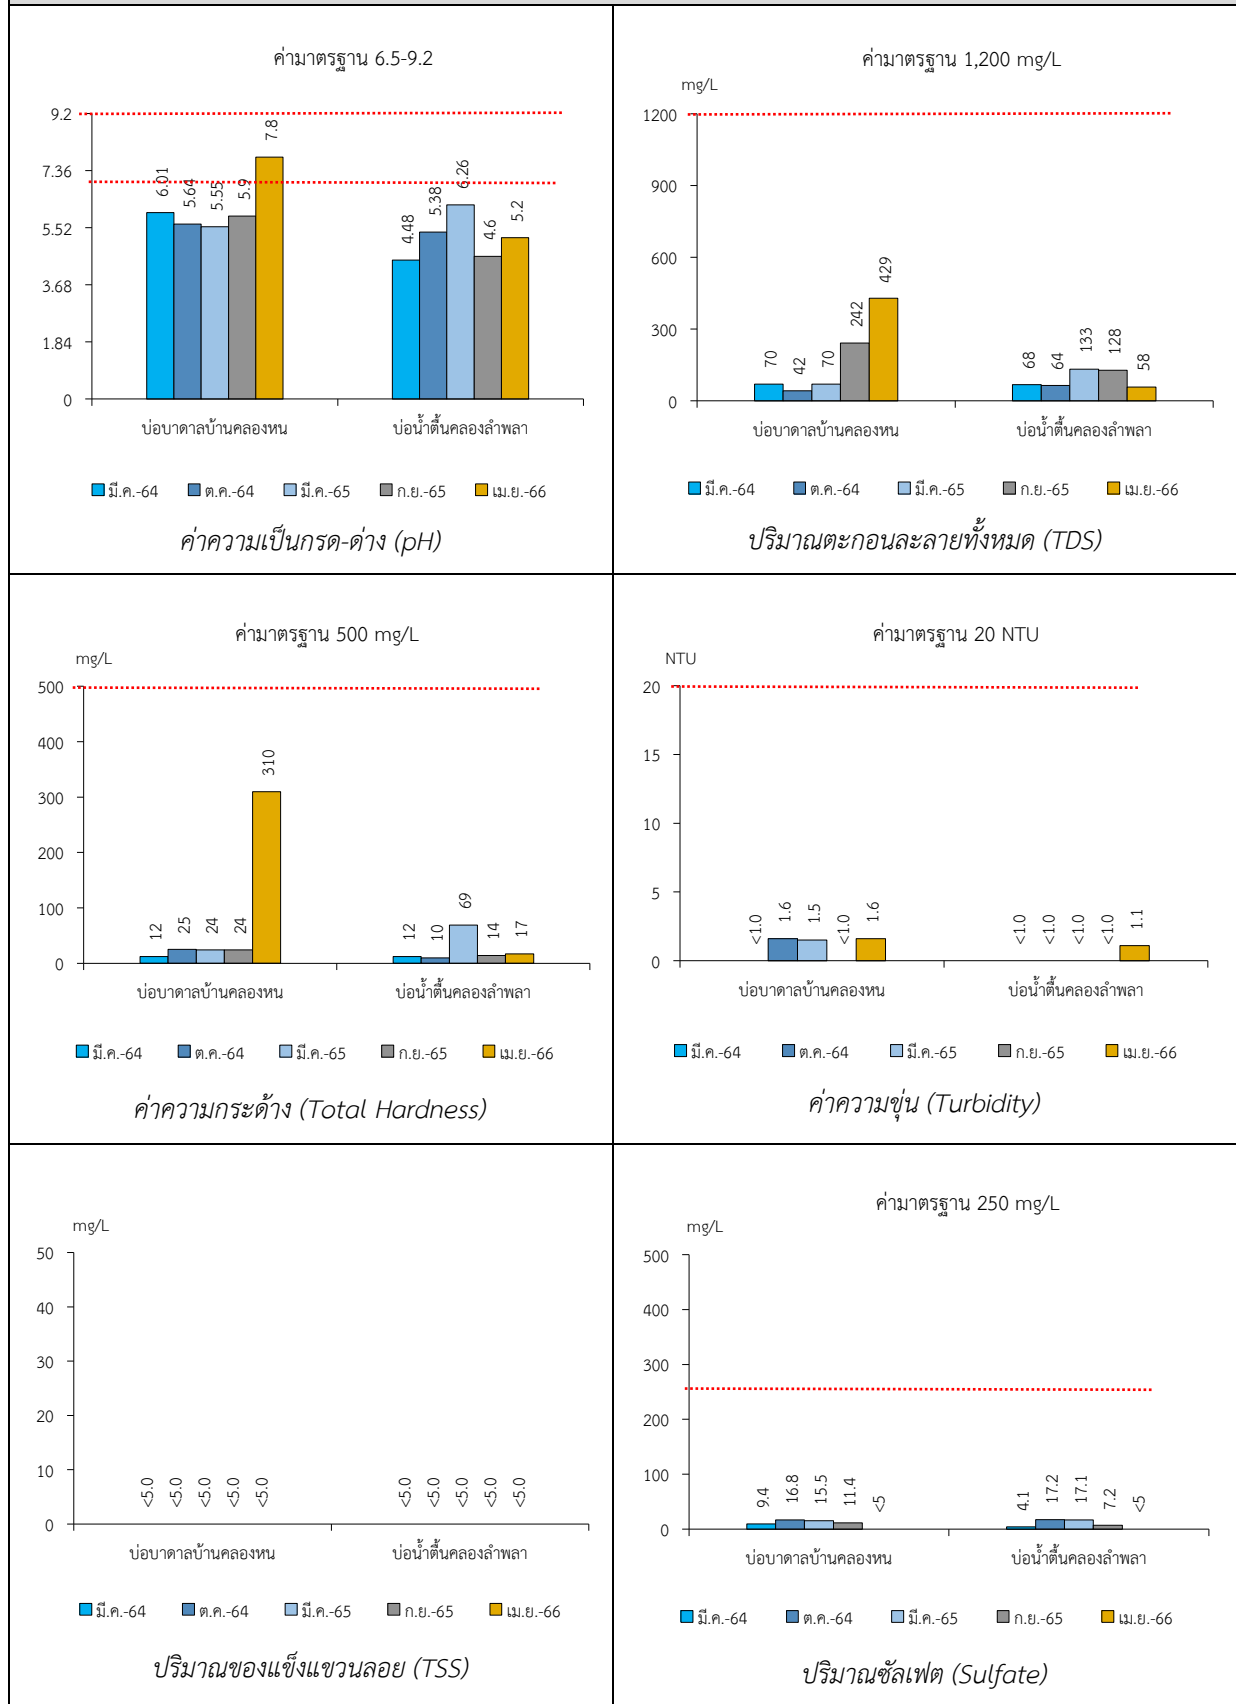 ค่ามาตรฐาน 6.5-9.2
9.2
7.36
5.52
3.68
1.84
0
6.01
5.64
5.55
5.9
7.8
4.48
5.38
6.26
4.6
5.2
บ่อบาดาลบ้านคลองหน
บ่อน้ำตื้นคลองลำพลา
มี.ค.-64 ต.ค.-64 มี.ค.-65 ก.ย.-65 เม.ย.-66
ค่าความเป็นกรด-ด่าง (pH)
ค่ามาตรฐาน 1,200 mg/L
mg/L
1200
900
600
300
0
70
42
70
242
429
68
64
133
128
58
บ่อบาดาลบ้านคลองหน
บ่อน้ำตื้นคลองลำพลา
มี.ค.-64 ต.ค.-64 มี.ค.-65 ก.ย.-65 เม.ย.-66
ปริมาณตะกอนละลายทั้งหมด (TDS)
ค่ามาตรฐาน 500 mg/L
mg/L
500
400
300
200
100
0
12
25
24
24
310
12
10
69
14
17
บ่อบาดาลบ้านคลองหน
บ่อน้ำตื้นคลองลำพลา
มี.ค.-64 ต.ค.-64 มี.ค.-65 ก.ย.-65 เม.ย.-66
ค่าความกระด้าง (Total Hardness)
ค่ามาตรฐาน 20 NTU
NTU
20
15
10
5
0
<1.0
1.6
1.5
<1.0
1.6
<1.0
<1.0
<1.0
<1.0
1.1
บ่อบาดาลบ้านคลองหน
บ่อน้ำตื้นคลองลำพลา
มี.ค.-64 ต.ค.-64 มี.ค.-65 ก.ย.-65 เม.ย.-66
ค่าความขุ่น (Turbidity)
mg/L
50
40
30
20
10
0
<5.0
<5.0
<5.0
<5.0
<5.0
<5.0
<5.0
<5.0
<5.0
<5.0
บ่อบาดาลบ้านคลองหน
บ่อน้ำตื้นคลองลำพลา
มี.ค.-64 ต.ค.-64 มี.ค.-65 ก.ย.-65 เม.ย.-66
ปริมาณของแข็งแขวนลอย (TSS)
ค่ามาตรฐาน 250 mg/L
mg/L
500
400
300
200
100
0
9.4
16.8
15.5
11.4
<5
4.1
17.2
17.1
7.2
<5
บ่อบาดาลบ้านคลองหน
บ่อน้ำตื้นคลองลำพลา
มี.ค.-64 ต.ค.-64 มี.ค.-65 ก.ย.-65 เม.ย.-66
ปริมาณซัลเฟต (Sulfate)